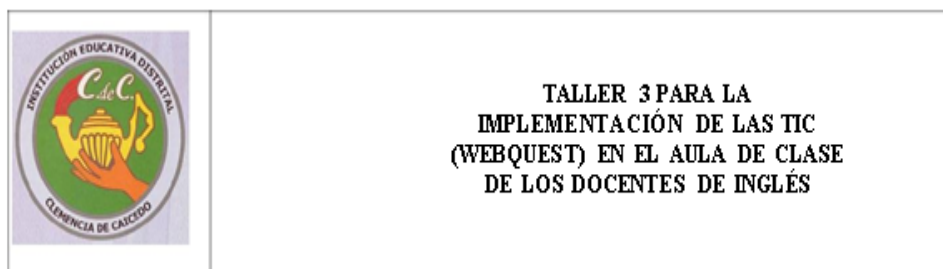 INSTITUCIÓN EDUCATIVA DISTRITAL
C de C.
CLEMENCIA DE CAICEDO
TALLER 3 PARA LA
IMPLEMENTACIÓN DE LAS TIC
(WEBQUEST) EN EL AULA DE CLASE
DE LOS DOCENTES DE INGLÉS